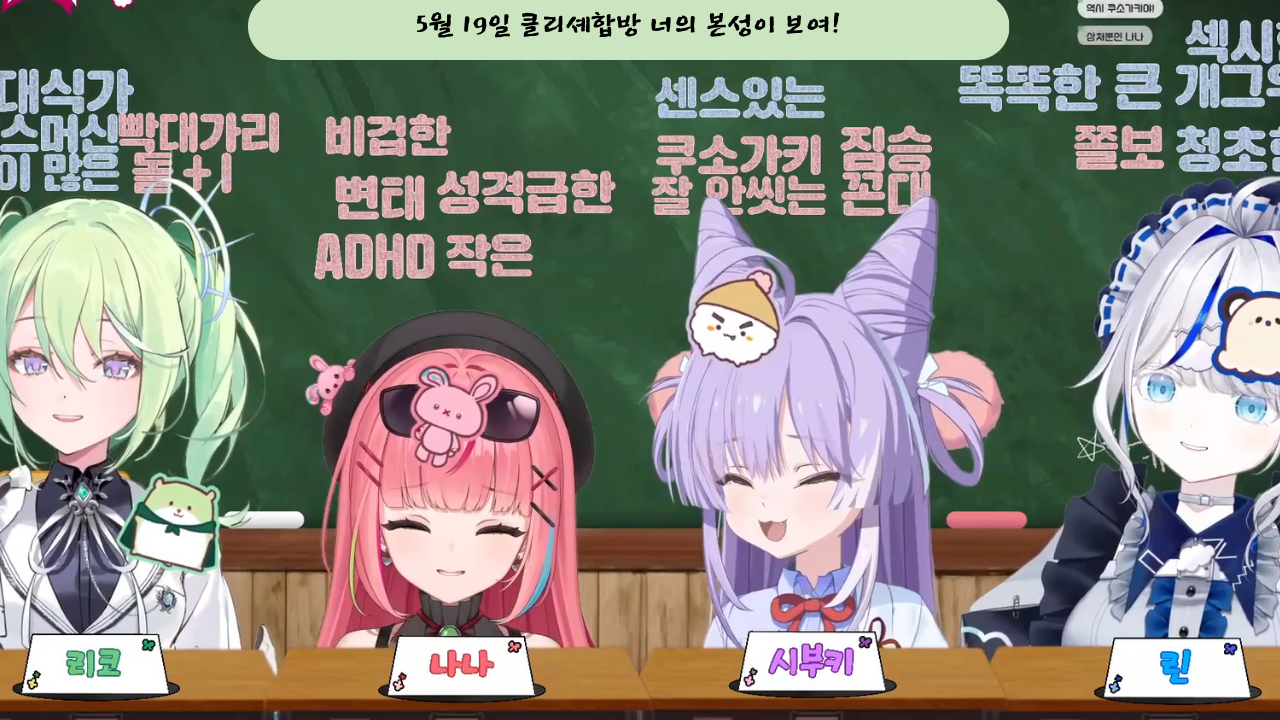 5월 19일 클리셰합방 너의 본성이 보여!
역시 쿠소가키야!
상처뿐인 나나
대식가
스머신
이 많은
빡대가리
볼 +1
비겁한
변태 성격급한
ADHD 작은
센스있는
쿠소가키 짐승
잘 안씻는 꼰대
섹시
똑똑한 큰 개그
쫄보 청초한
리코
나나
시부키
린